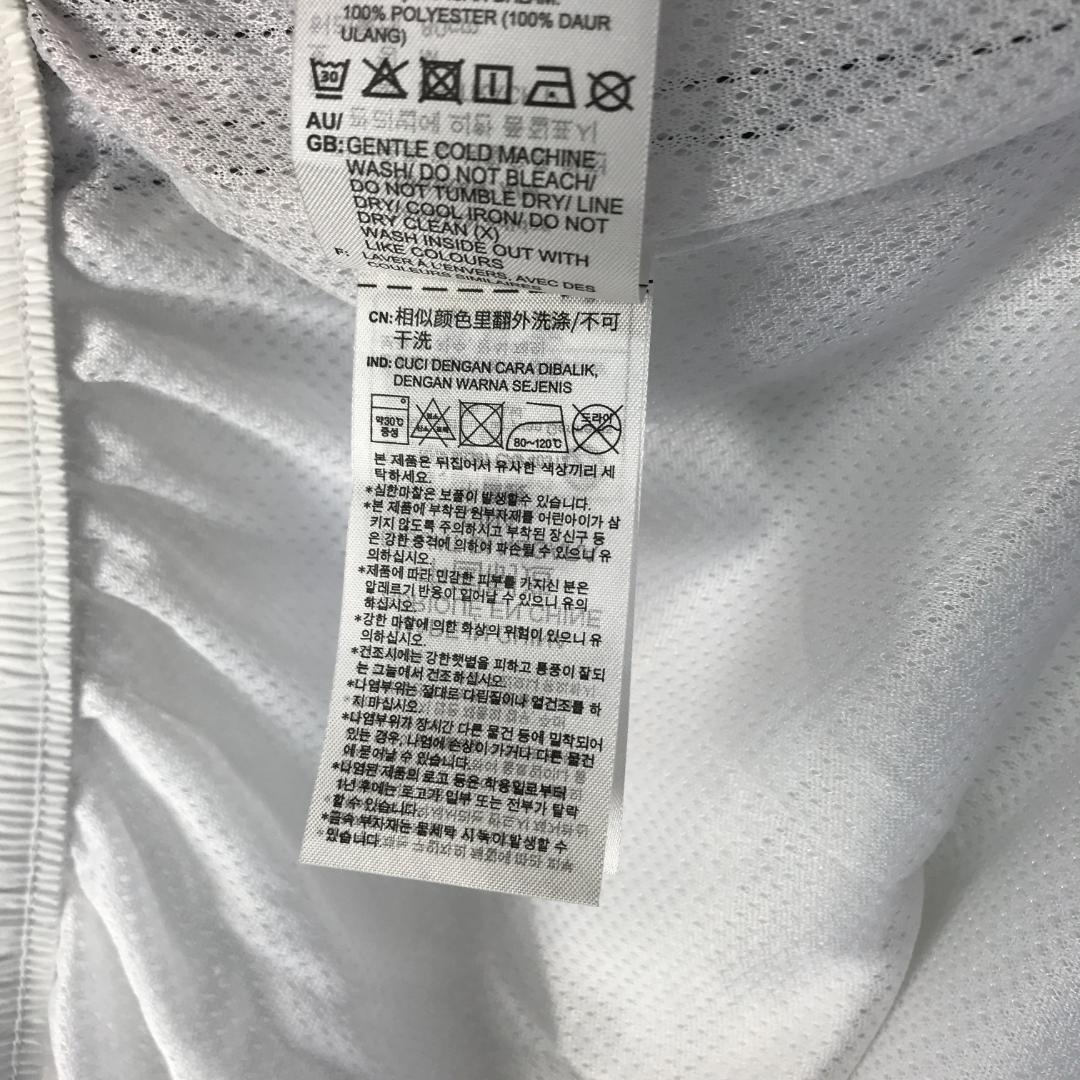 100% POLYESTER (100% DAUR
ULANG)
30
AU/
GB: GENTLE COLD MACHINE
WASH/ DO NOT BLEACH/
DO NOT TUMBLE DRY/ LINE
DRY/ COOL IRON/ DO NOT
DRY CLEAN (X)
WASH INSIDE OUT WITH
LIKE COLOURS
F: LAVER À L'ENVERS, AVEC DES
COULEURS SIMILAIRES
CN: 相似颜色里翻外洗涤/不可
干洗
IND: CUCI DENGAN CARA DIBALIK,
DENGAN WARNA SEJENIS
약30℃
중성
80~120℃
드라이
본 제품은 뒤집어서 유사한 색상끼리 세
탁하세요.
*심한마찰은 보풀이 발생할수 있습니다.
*본 제품에 부착된 원부자재를 어린아이가 삼
키지 않도록 주의하시고 부착된 장신구 등
은 강한 충격에 의하여 파손될 수 있으니 유
의하십시오.
*제품에 따라 민감한 피부를 가지신 분은
알레르기 반응이 일어날 수 있으니 유의
하십시오.
*강한 마찰에 의한 화상의 위험이 있으니 유
의하십시오.
*건조시에는 강한햇볕을 피하고 통풍이 잘되
는 그늘에서 건조하십시오.
*나염부위는 절대로 다림질이나 열건조를 하
지 마십시오.
*나염부위가 장시간 다른 물건 등에 밀착되어
있는 경우, 나염에 손상이 가거나 다른 물건
에 묻어날 수 있습니다.
*나염된 제품의 로고 등은 착용일로부터
1년 후에는 로고가 일부 또는 전부가 탈락
할 수 있습니다.
*금속 부자재는 물세탁 시 녹이 발생할 수
있습니다.